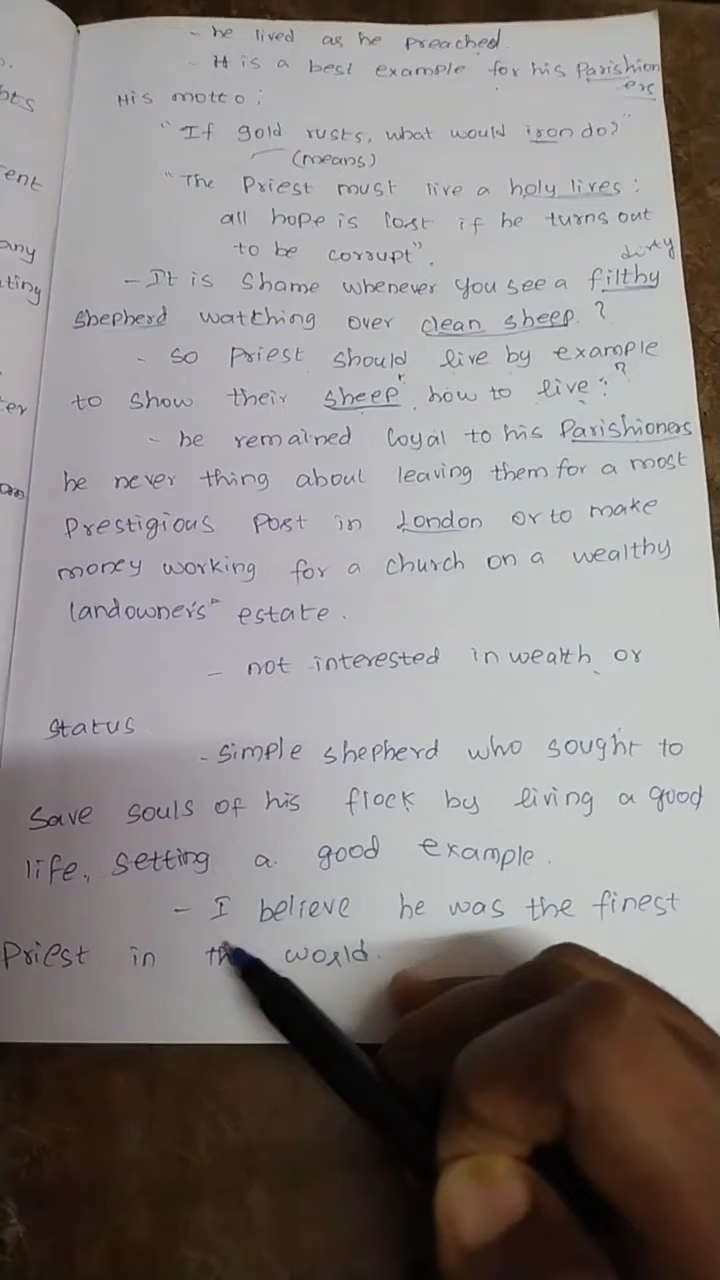 s.
- he lived as he preached.
- H is a best example for his Parishion
ers
hts
His motto:
"If gold rusts, what would iron do?"
(means)
"The Priest must live a holy lives:
ent
all hope is lost if he turns out
any
to be corrupt".
dirty
- It is shame whenever you see a filthy
tiny
shepherd watching over clean sheep?
- so priest should live by example
to show their "sheep" how to live:?
er
- he remained loyal to his Parishioners
he never thing about leaving them for a most
Prestigious Post in London or to make
money working for a church on a wealthy
landowners" estate.
- not interested in wealth or
status
- simple shepherd who sought to
save souls of his flock by living a good
life, setting a good example.
- I believe he was the finest
Priest in the world.